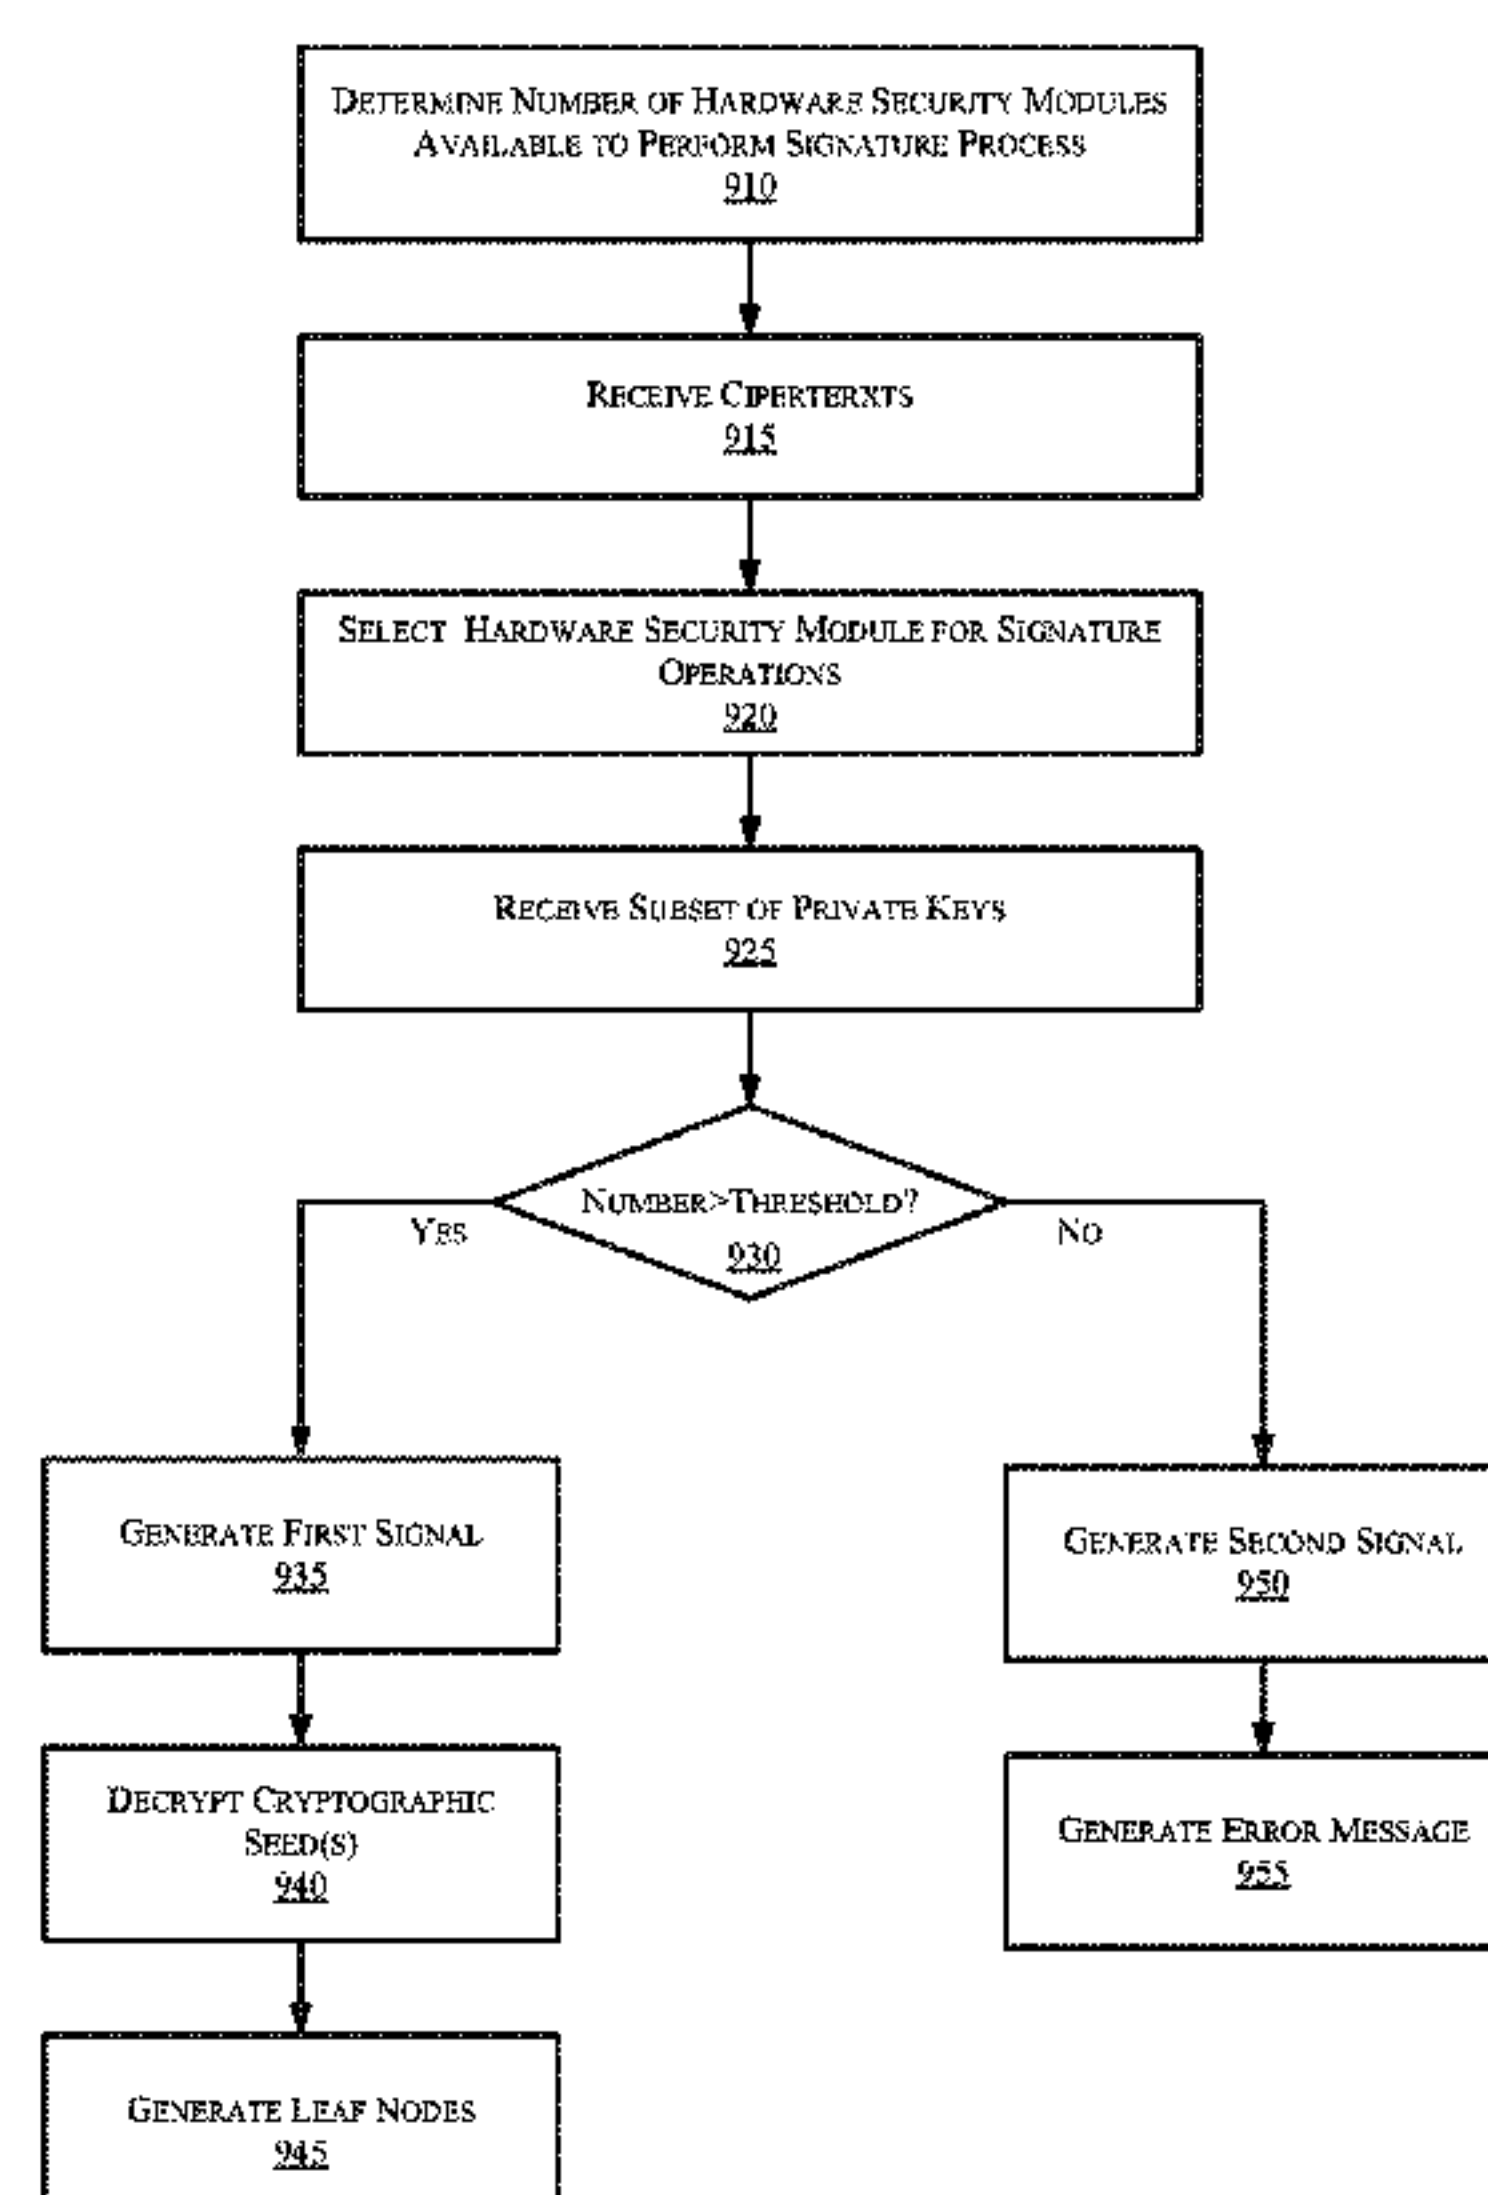 DETERMINE NUMBER OF HARDWARE SECURITY MODULES
AVAILABLE TO PERFORM SIGNATURE PROCESS
910
RECEIVE CIPERTERXTS
915
SELECT HARDWARE SECURITY MODULE FOR SIGNATURE
OPERATIONS
920
RECEIVE SUBSET OF PRIVATE KEYS
925
NUMBER>THRESHOLD?
930
YES
NO
GENERATE FIRST SIGNAL
935
GENERATE SECOND SIGNAL
950
DECRYPT CRYPTOGRAPHIC
SEED(S)
940
GENERATE ERROR MESSAGE
955
GENERATE LEAF NODES
945